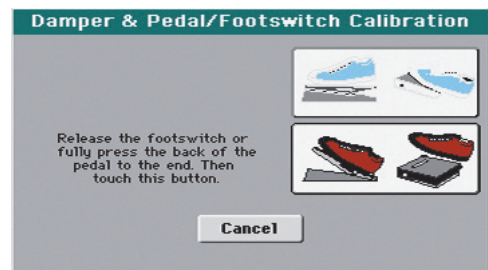 Damper & Pedal/Footswitch Calibration
Release the footswitch or
fully press the back of the
pedal to the end. Then
touch this button.
Cancel